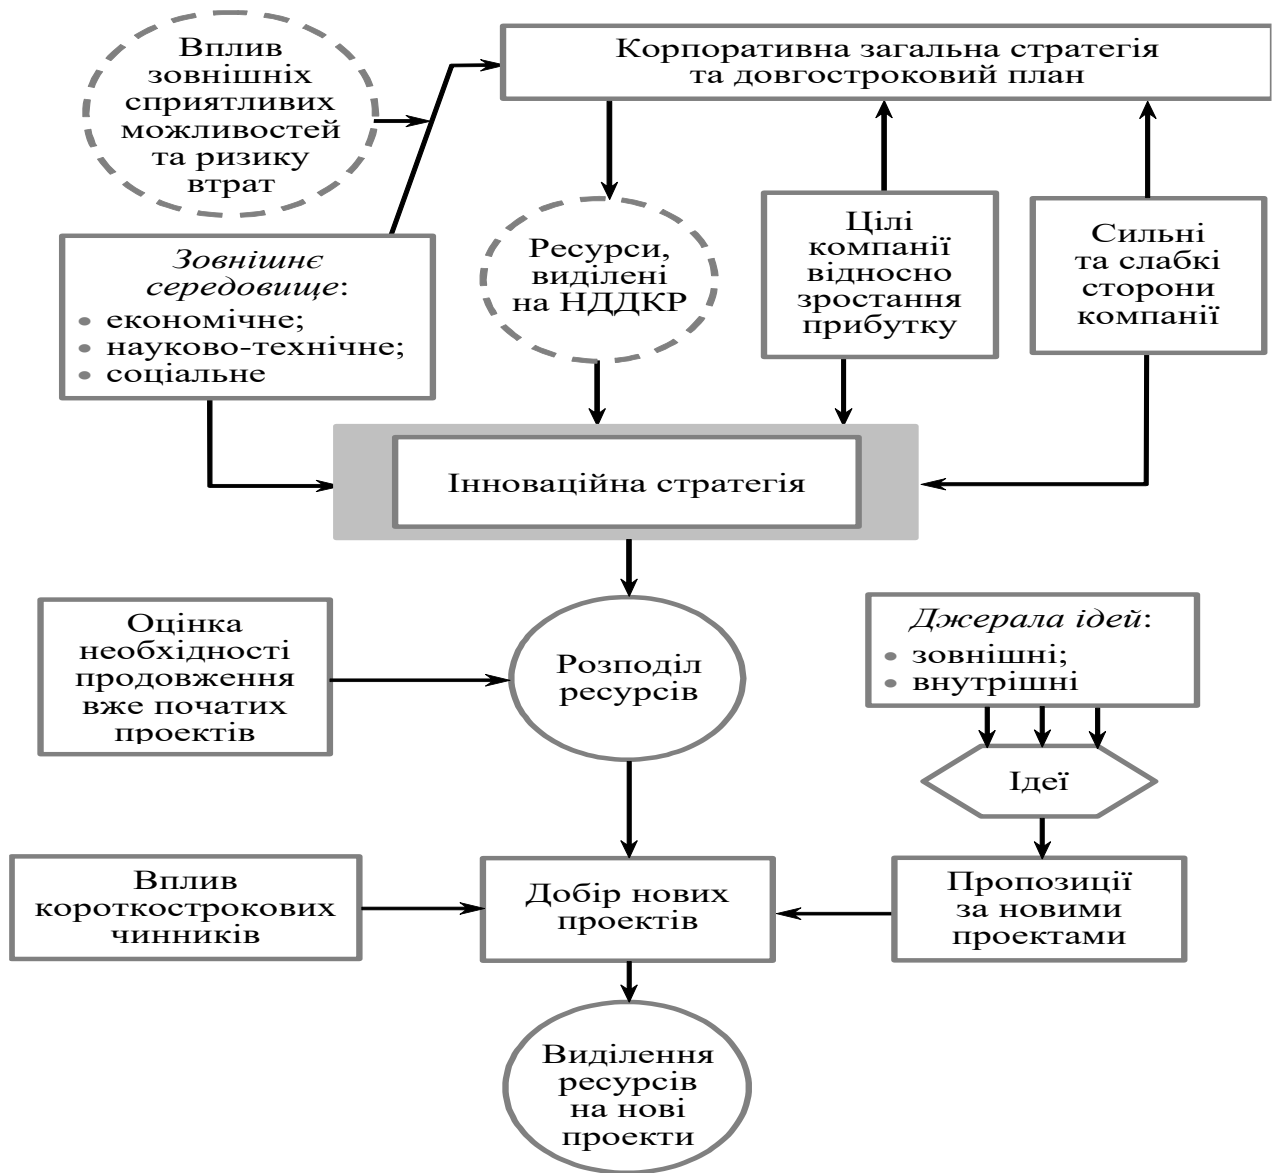 Вплив
зовнішніх
сприятливих
можливостей
та ризику
втрат
Корпоративна загальна стратегія
та довгостроковий план
Зовнішнє
середовище:
• економічне;
• науково-технічне;
• соціальне
Ресурси,
виділені
на НДДКР
Цілі
компанії
відносно
зростання
прибутку
Сильні
та слабкі
сторони
компанії
Інноваційна стратегія
Оцінка
необхідності
продовження
вже початих
проектів
Розподіл
ресурсів
Джерала ідей:
• зовнішні;
• внутрішні
Ідеї
Вплив
короткострокових
чинників
Добір нових
проектів
Пропозиції
за новими
проектами
Виділення
ресурсів
на нові
проекти